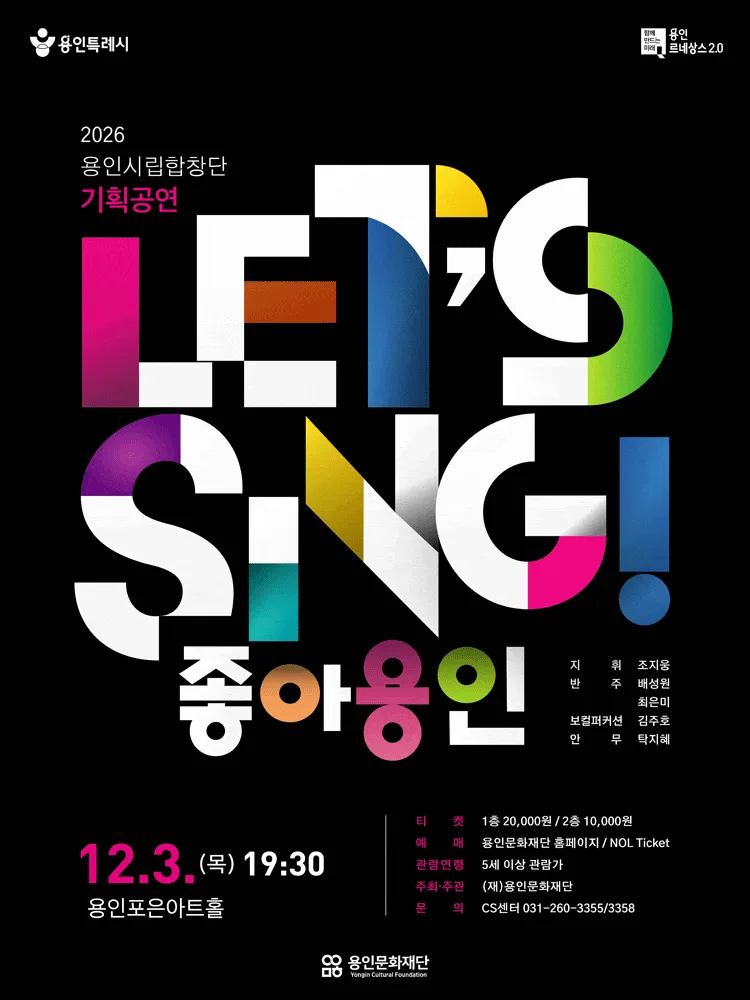 용인특례시
함께
만드는
미래
용인
르네상스 2.0
2026
용인시립합창단
기획공연
LET'S
SiNG!
좋아용인
지 휘 조지웅
반 주 배성원
최은미
보컬퍼커션 김주호
안 무 탁지혜
12.3.(목) 19:30
용인포은아트홀
티 켓 1층 20,000원 / 2층 10,000원
예 매 용인문화재단 홈페이지 / NOL Ticket
관람연령 5세 이상 관람가
주최·주관 (재)용인문화재단
문 의 CS센터 031-260-3355/3358
용인문화재단
Yongin Cultural Foundation